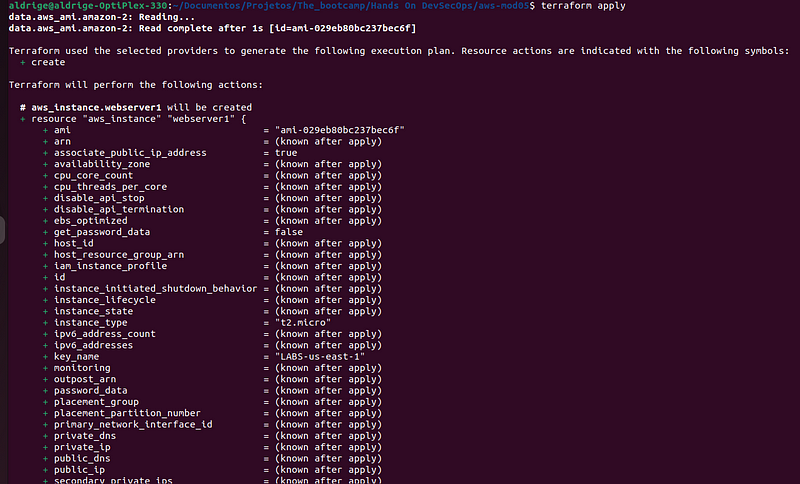 aldrige@aldrige-OptiPlex-330:~/Documentos/Projetos/The_bootcamp/Hands On DevSecOps/aws-mod05$ terraform apply
data.aws_ami.amazon-2: Reading...
data.aws_ami.amazon-2: Read complete after 1s [id=ami-029eb80bc237bec6f]
Terraform used the selected providers to generate the following execution plan. Resource actions are indicated with the following symbols:
+ create
Terraform will perform the following actions:
# aws_instance.webserver1 will be created
+ resource "aws_instance" "webserver1" {
+ ami = "ami-029eb80bc237bec6f"
+ arn = (known after apply)
+ associate_public_ip_address = true
+ availability_zone = (known after apply)
+ cpu_core_count = (known after apply)
+ cpu_threads_per_core = (known after apply)
+ disable_api_stop = (known after apply)
+ disable_api_termination = (known after apply)
+ ebs_optimized = (known after apply)
+ get_password_data = false
+ host_id = (known after apply)
+ host_resource_group_arn = (known after apply)
+ iam_instance_profile = (known after apply)
+ id = (known after apply)
+ instance_initiated_shutdown_behavior = (known after apply)
+ instance_lifecycle = (known after apply)
+ instance_state = (known after apply)
+ instance_type = "t2.micro"
+ ipv6_address_count = (known after apply)
+ ipv6_addresses = (known after apply)
+ key_name = "LABS-us-east-1"
+ monitoring = (known after apply)
+ outpost_arn = (known after apply)
+ password_data = (known after apply)
+ placement_group = (known after apply)
+ placement_partition_number = (known after apply)
+ primary_network_interface_id = (known after apply)
+ private_dns = (known after apply)
+ private_ip = (known after apply)
+ public_dns = (known after apply)
+ public_ip = (known after apply)
+ secondary_private_ips = (known after apply)